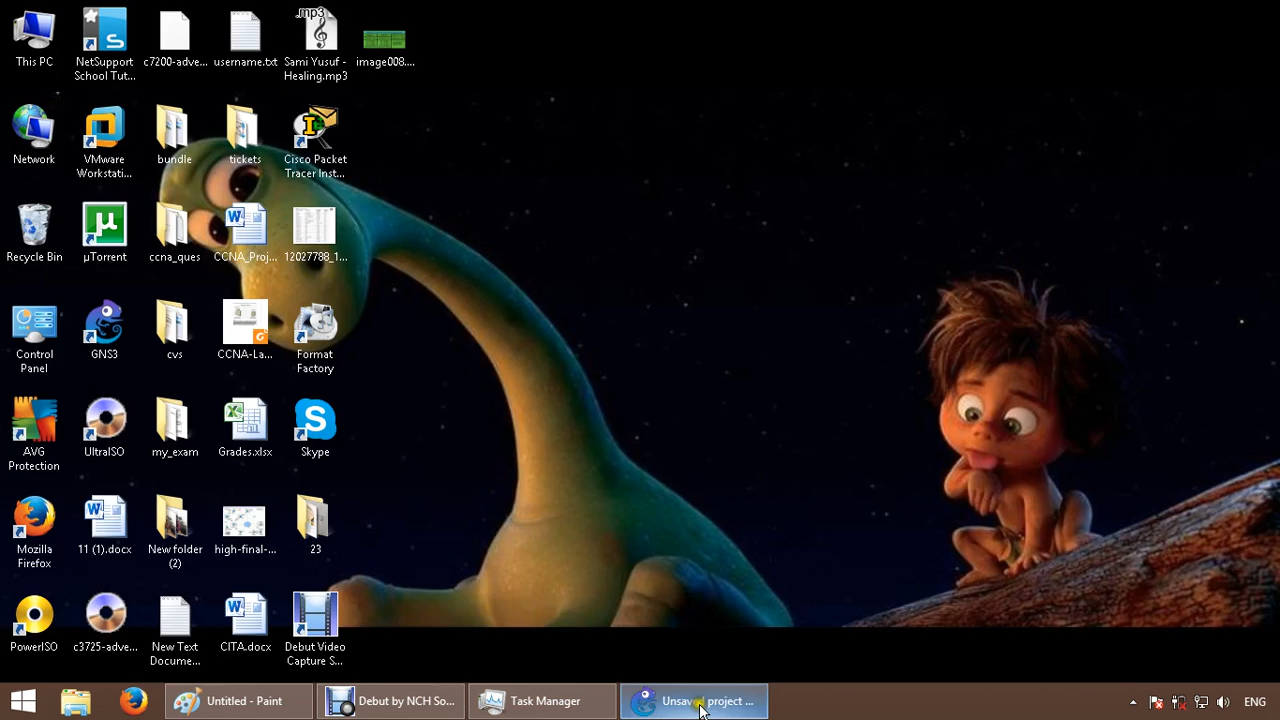 This PC
NetSupport
School Tut...
c7200-adve...
username.txt
.mp3
Sami Yusuf -
Healing.mp3
image008....
Network
VMware
Workstati...
bundle
tickets
Cisco Packet
Tracer Inst...
Recycle Bin
µTorrent
ccna_ques
CCNA_Proj...
12027788_1...
Control
Panel
GNS3
cvs
CCNA-La...
Format
Factory
AVG
Protection
UltraISO
my_exam
Grades.xlsx
Skype
Mozilla
Firefox
11 (1).docx
New folder
(2)
high-final-...
23
PowerISO
c3725-adve...
New Text
Docume...
CITA.docx
Debut Video
Capture S...
Untitled - Paint
Debut by NCH So...
Task Manager
Unsaved project ...
ENG